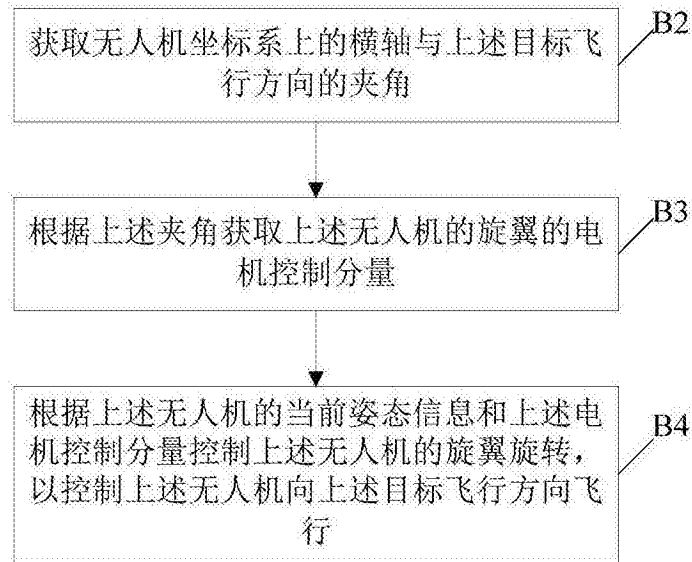 获取无人机坐标系上的横轴与上述目标飞
行方向的夹角
B2
根据上述夹角获取上述无人机的旋翼的电
机控制分量
B3
根据上述无人机的当前姿态信息和上述电
机控制分量控制上述无人机的旋翼旋转，
以控制上述无人机向上述目标飞行方向飞
行
B4